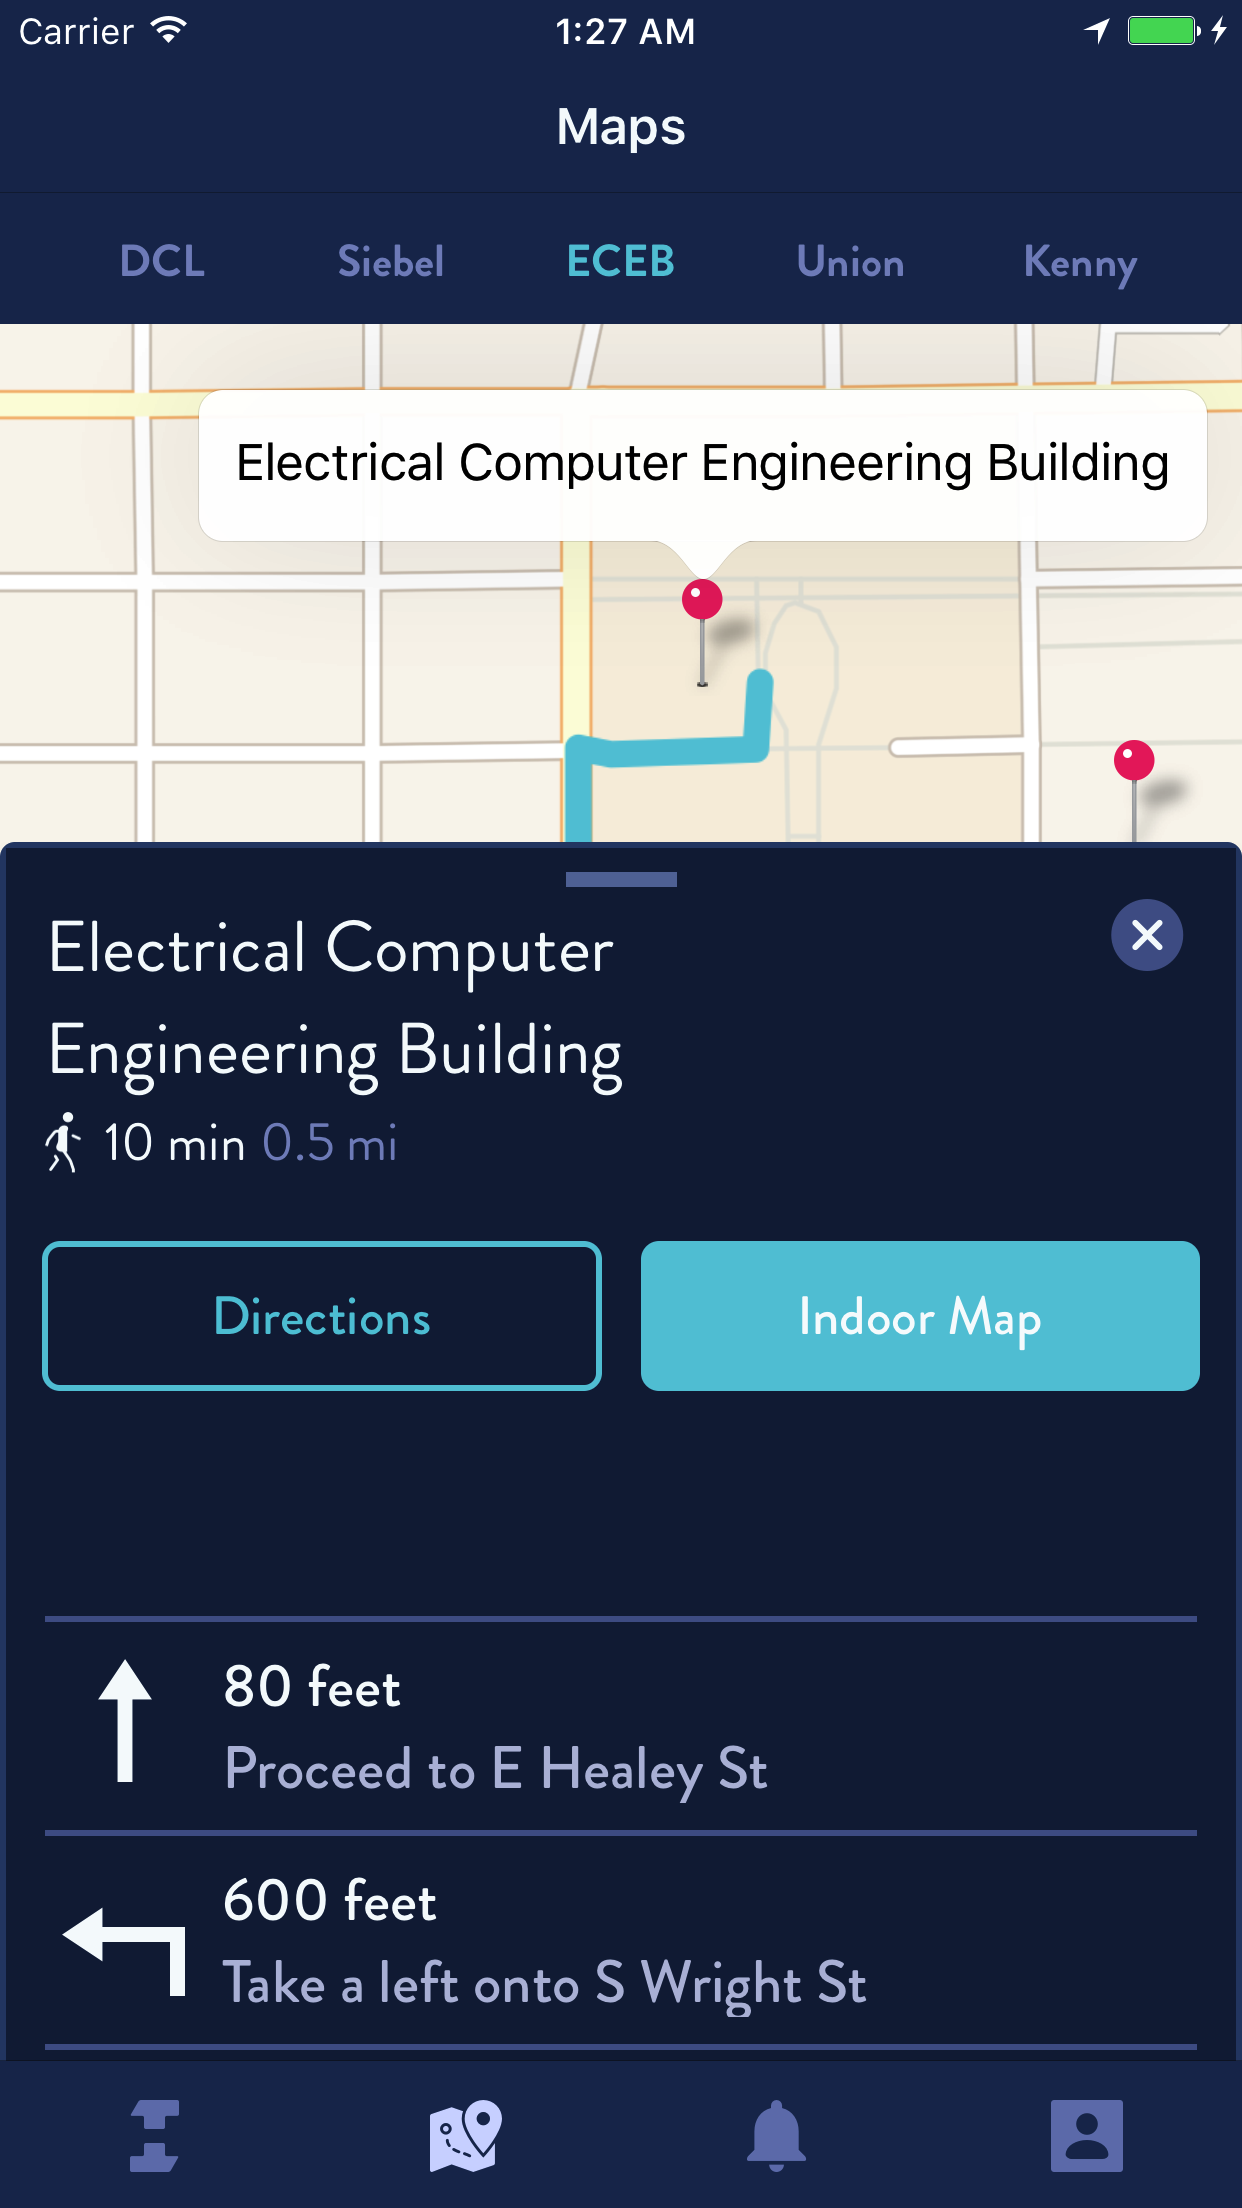 Carrier
1:27 AM
Maps
DCL Siebel ECEB Union Kenny
Electrical Computer Engineering Building
Electrical Computer
Engineering Building
10 min 0.5 mi
Directions
Indoor Map
80 feet
Proceed to E Healey St
600 feet
Take a left onto S Wright St